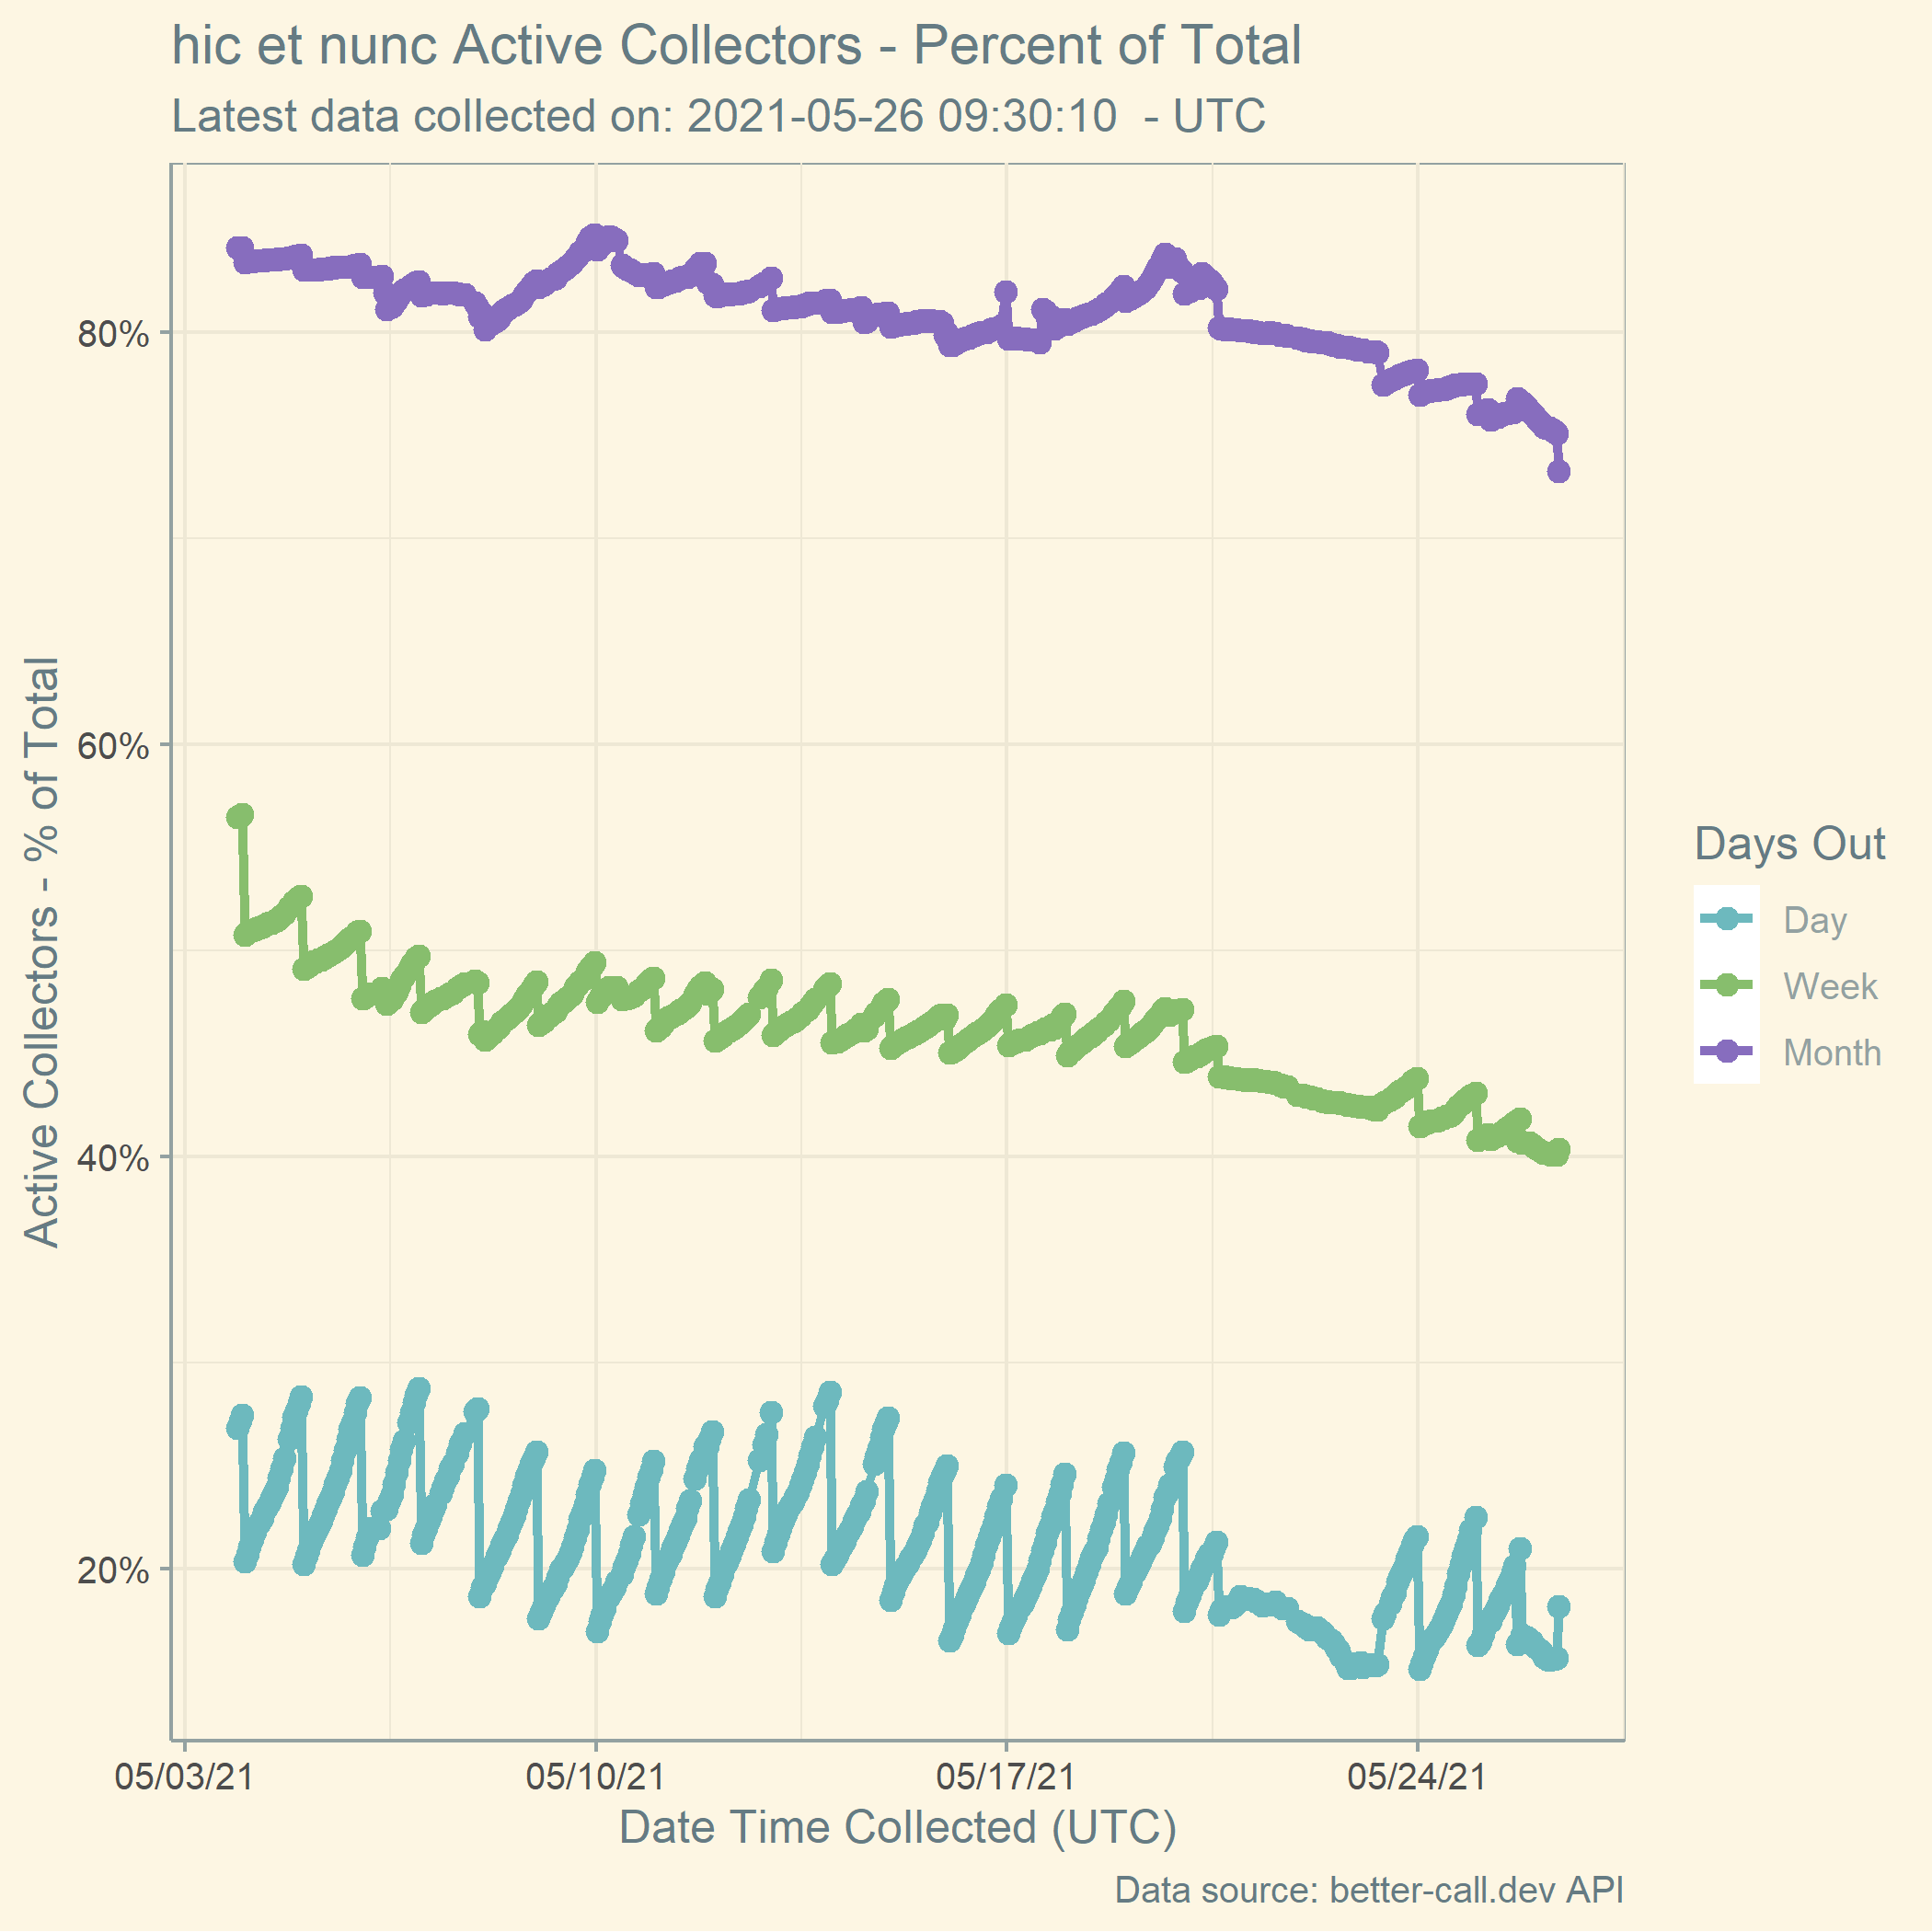 hic et nunc Active Collectors - Percent of Total
Latest data collected on: 2021-05-26 09:30:10  - UTC
Active Collectors - % of Total
80%
60%
40%
20%
05/03/21
05/10/21
05/17/21
05/24/21
Date Time Collected (UTC)
Days Out
Day
Week
Month
Data source: better-call.dev API